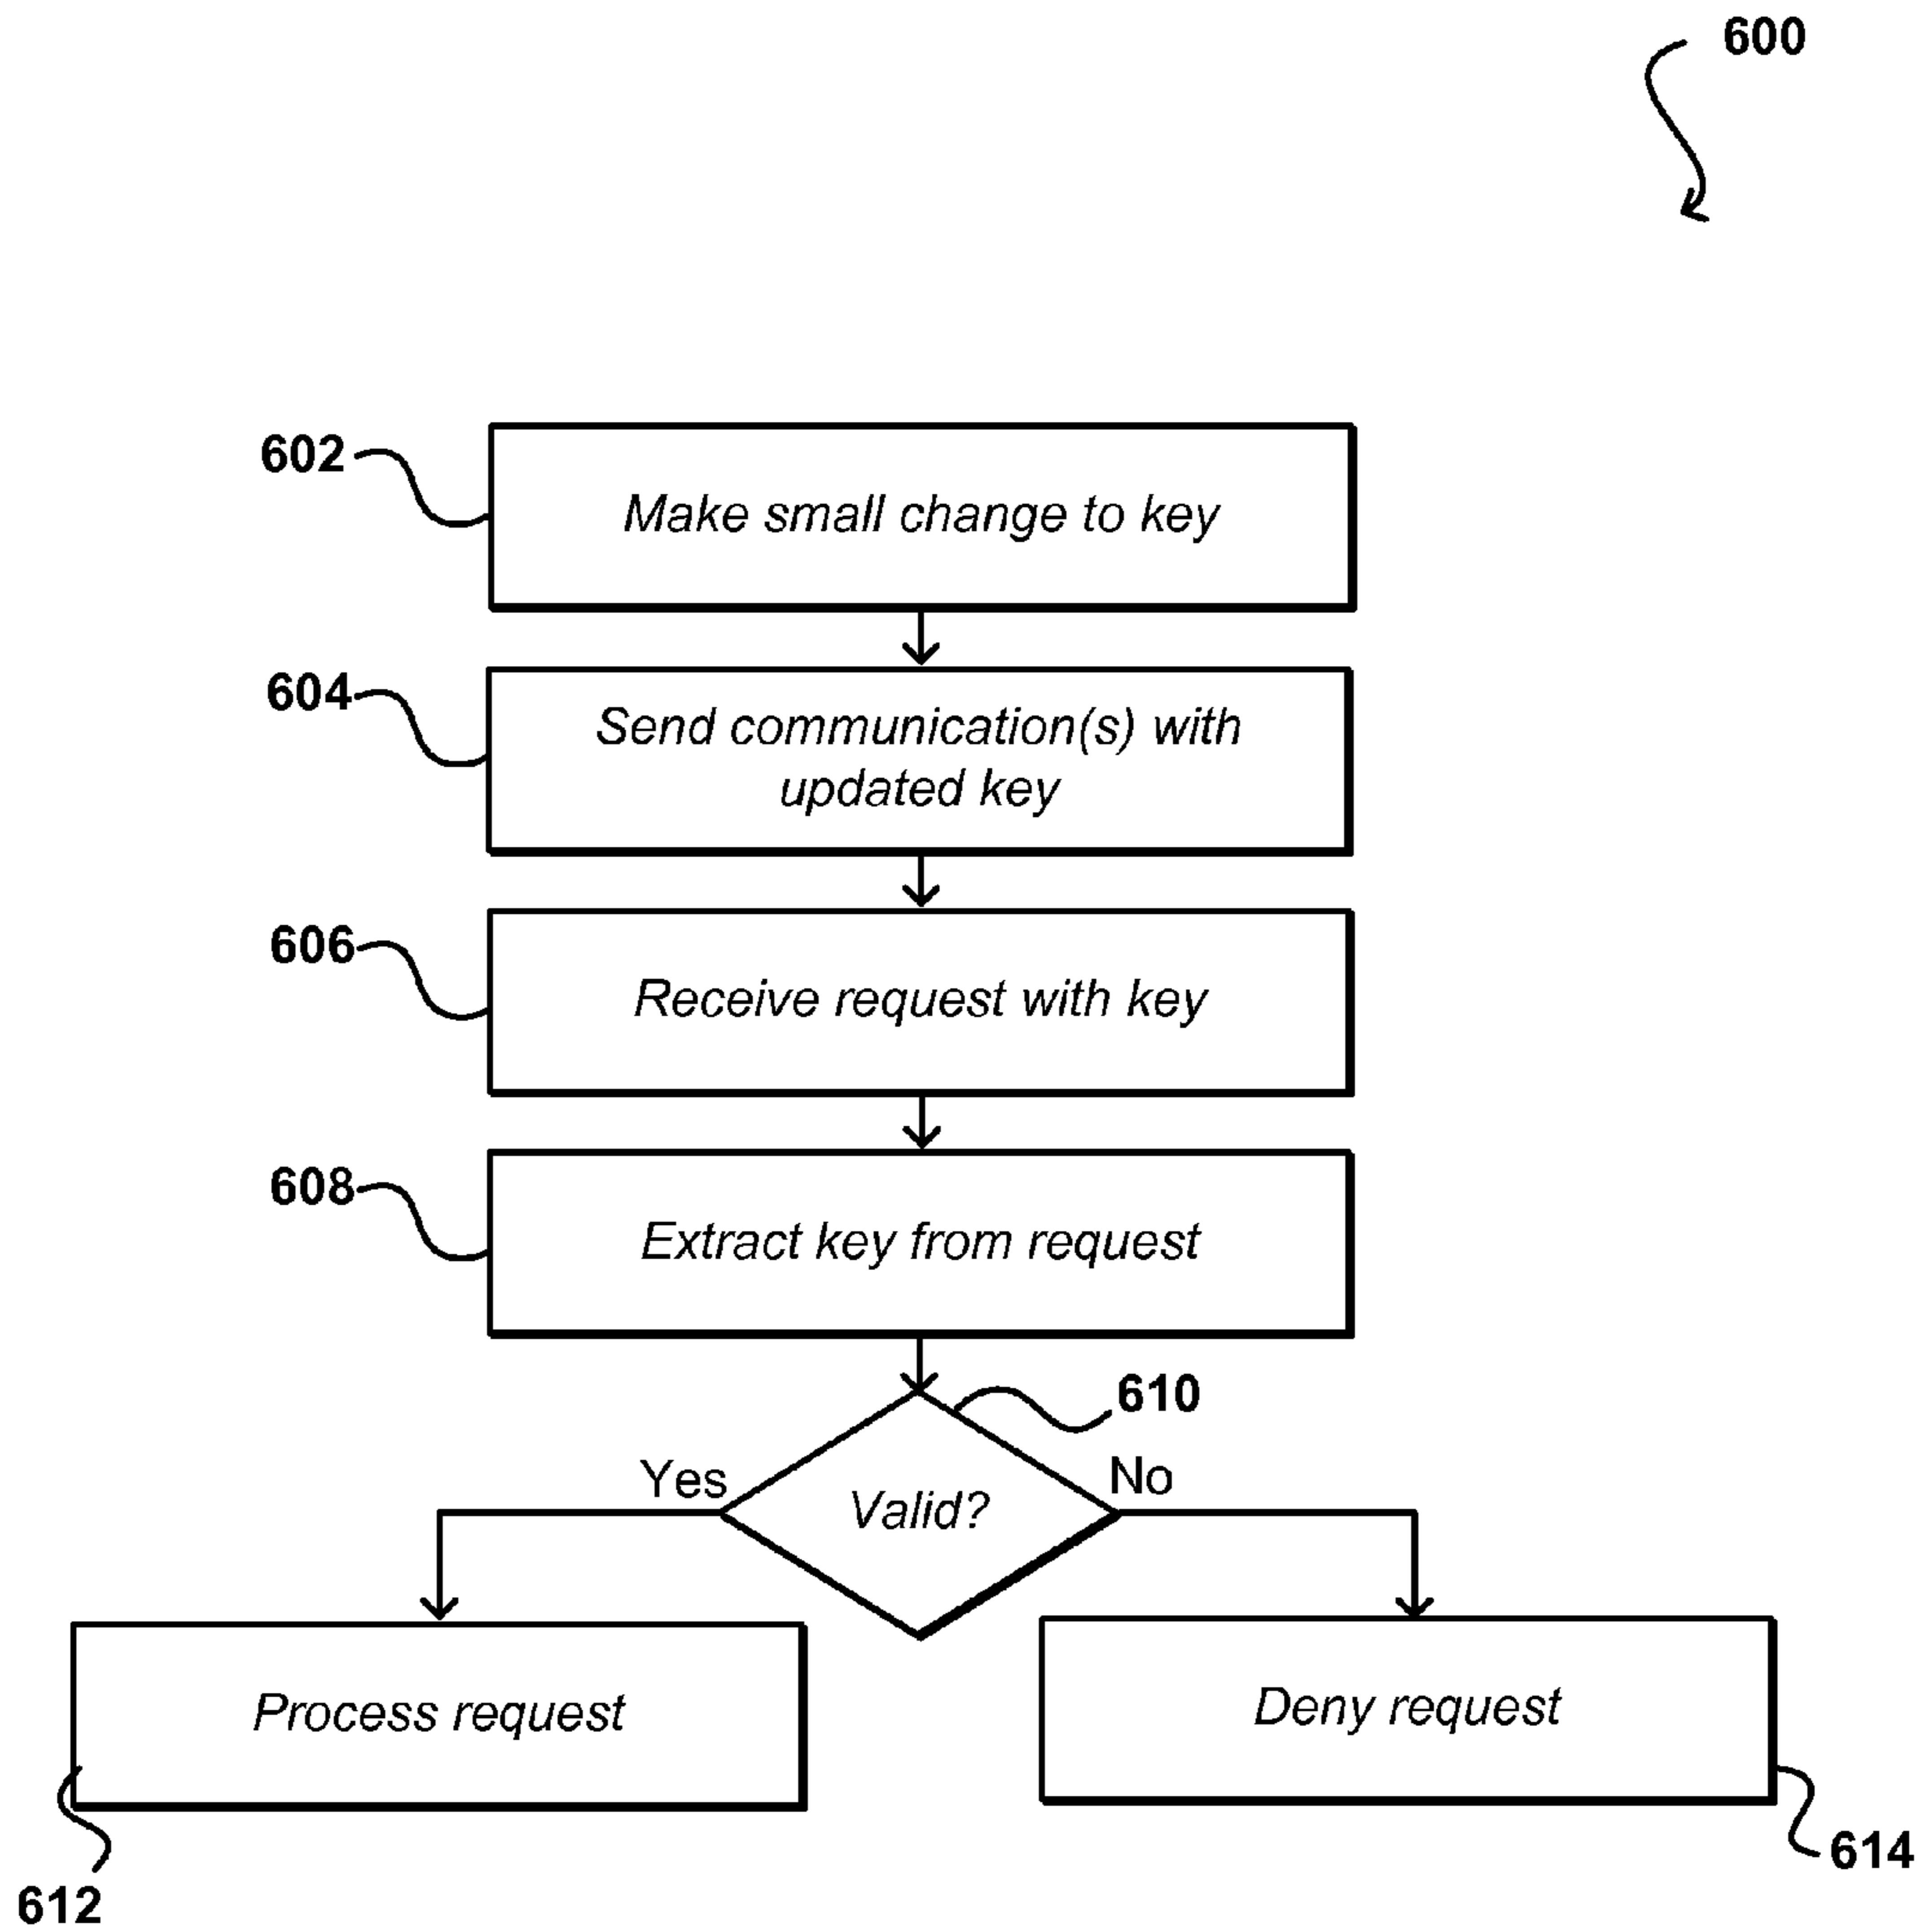 600
602
Make small change to key
604
Send communication(s) with
updated key
606
Receive request with key
608
Extract key from request
610
Yes
No
Valid?
Process request
Deny request
612
614